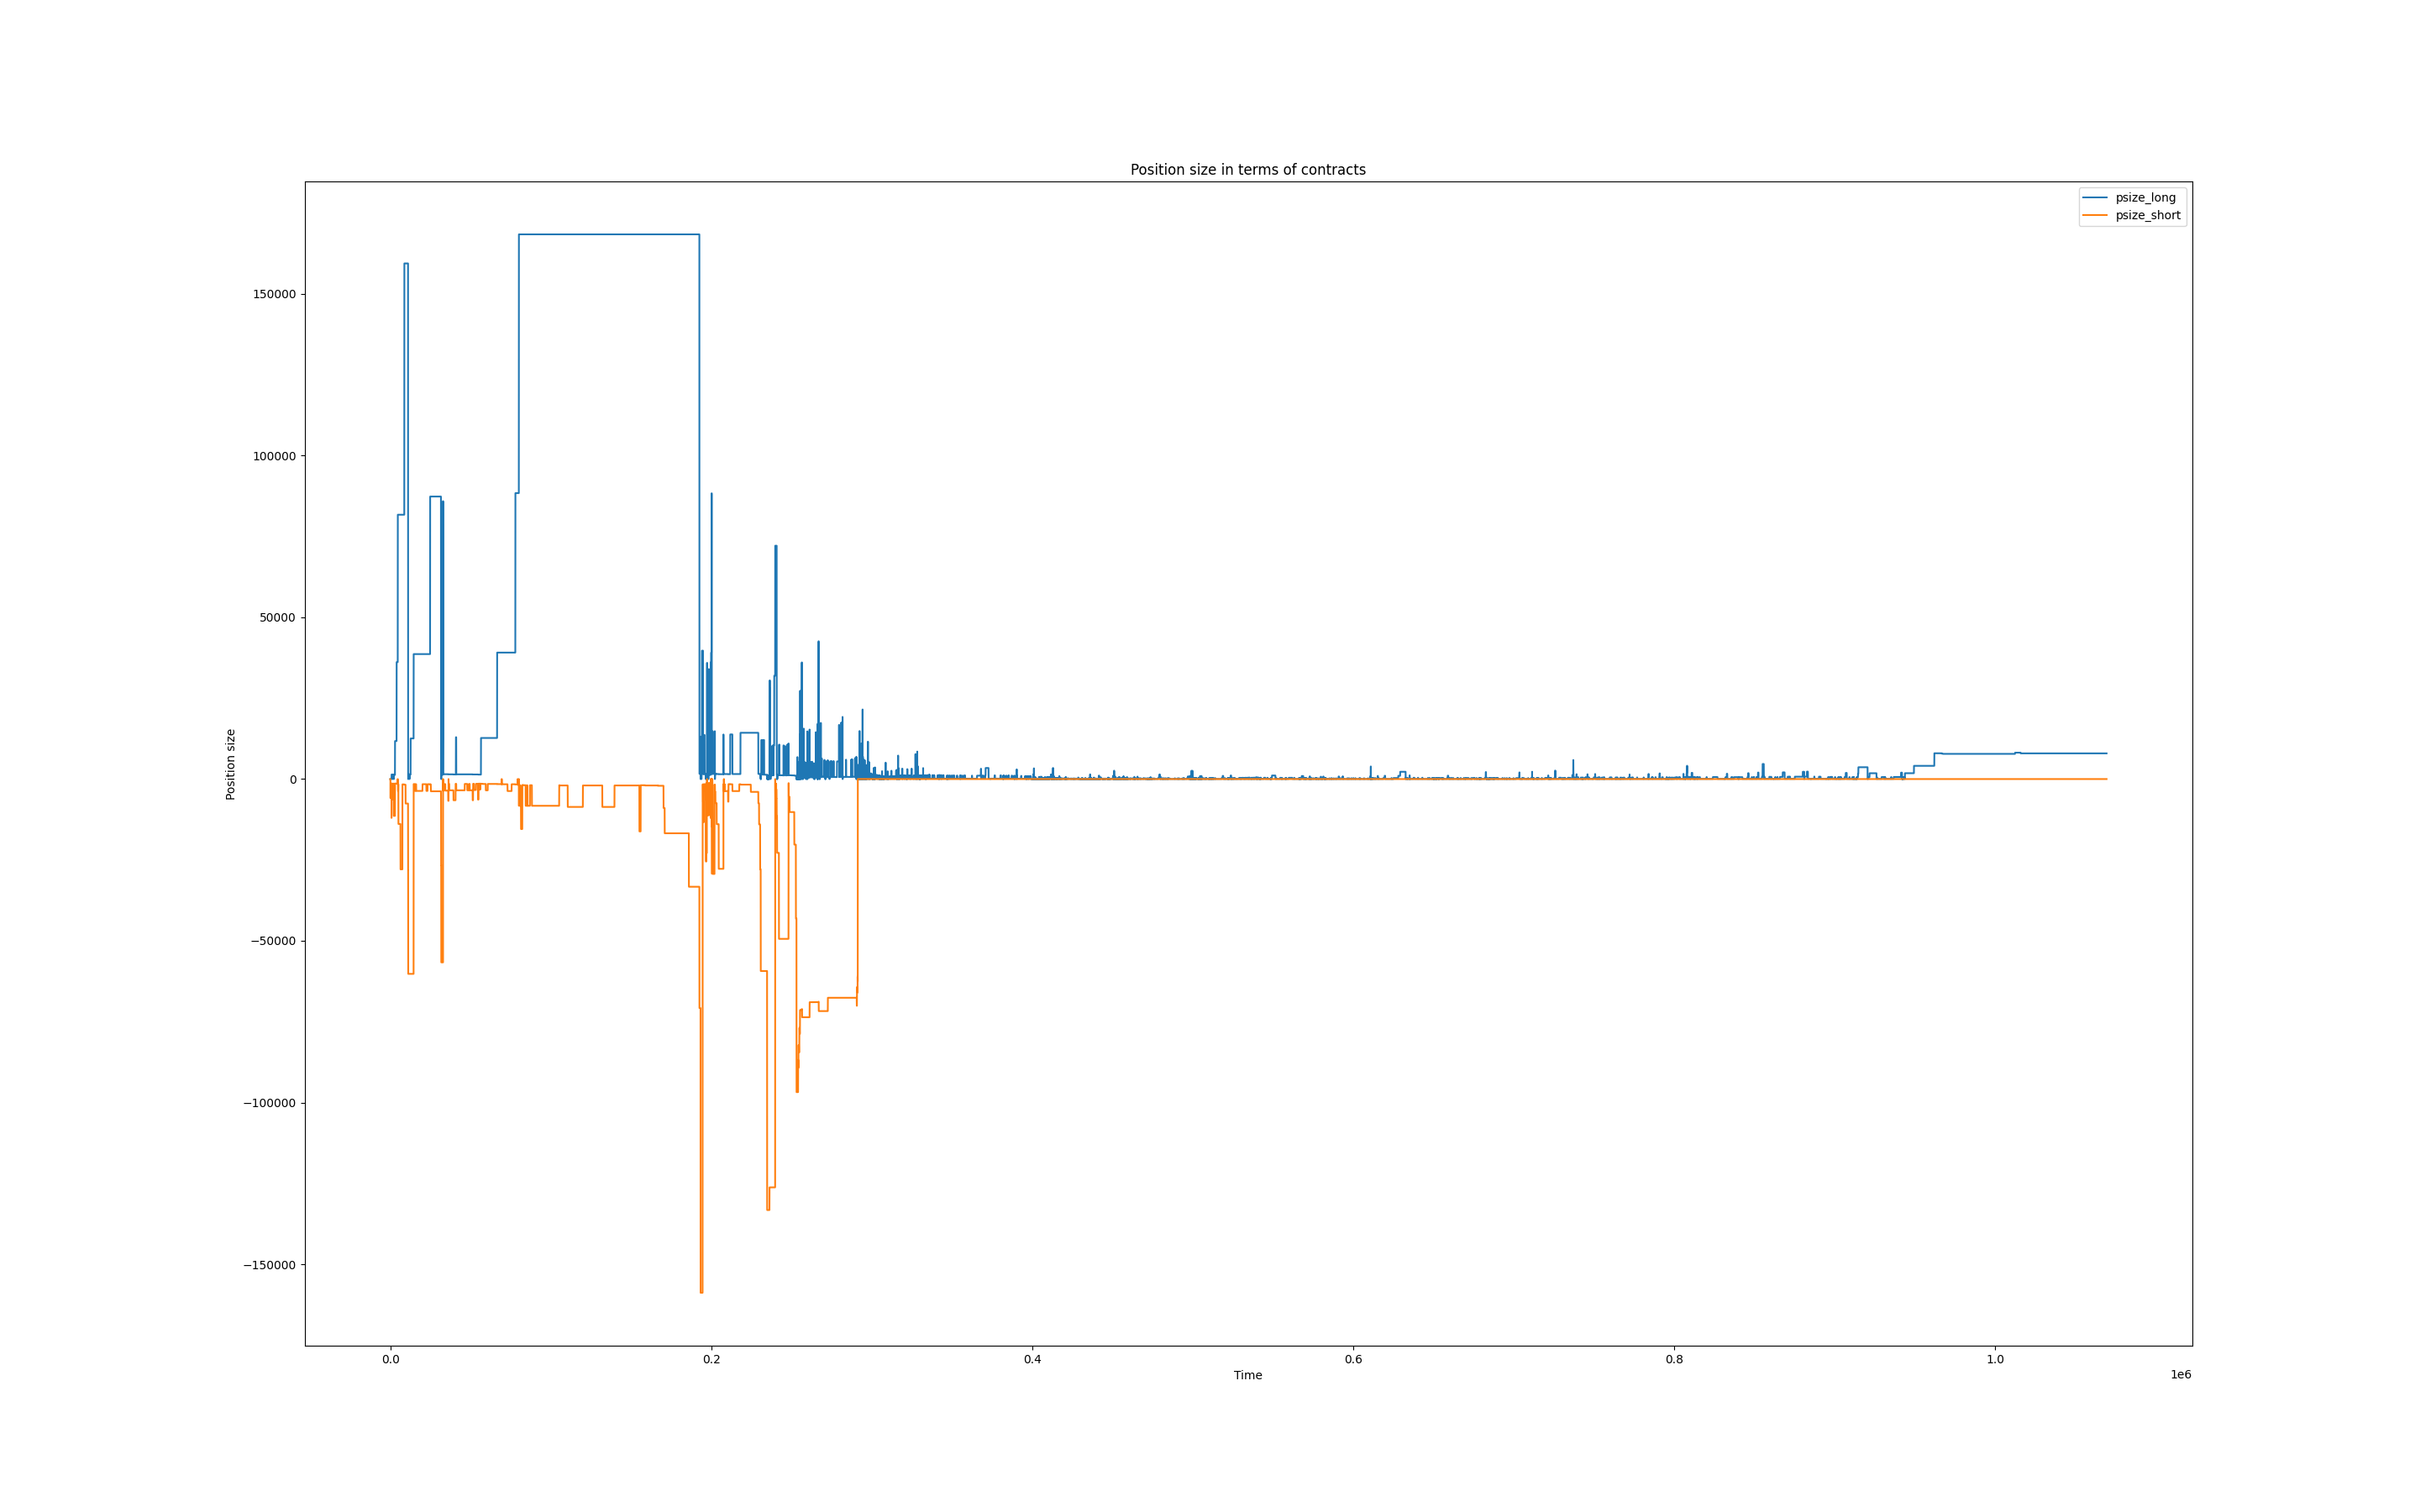 Position size in terms of contracts
psize_long
psize_short
150000
100000
50000
0
−50000
−100000
−150000
Position size
0.0
0.2
0.4
0.6
0.8
1.0
Time
1e6